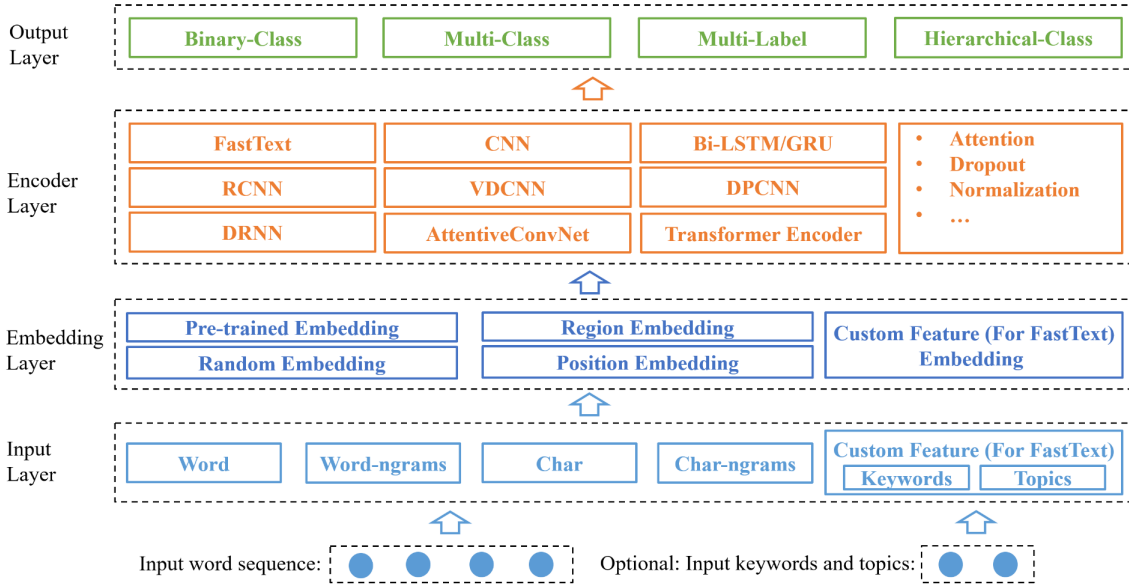 Output
Layer
Binary-Class
Multi-Class
Multi-Label
Hierarchical-Class
Encoder
Layer
FastText
CNN
Bi-LSTM/GRU
RCNN
VDCNN
DPCNN
DRNN
AttentiveConvNet
Transformer Encoder
• Attention
• Dropout
• Normalization
• …
Embedding
Layer
Pre-trained Embedding
Region Embedding
Random Embedding
Position Embedding
Custom Feature (For FastText)
Embedding
Input
Layer
Word
Word-ngrams
Char
Char-ngrams
Custom Feature (For FastText)
Keywords
Topics
Input word sequence:
Optional: Input keywords and topics: